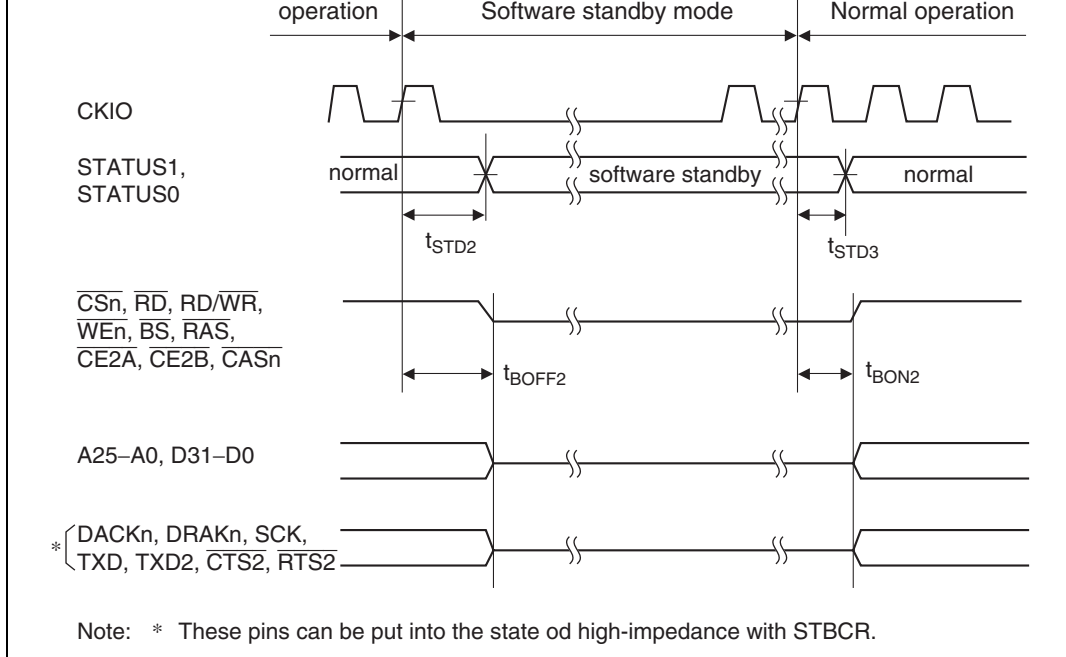 operation Software standby mode Normal operation
CKIO
STATUS1, normal software standby normal
STATUS0
tSTD2 tSTD3
CSn, RD, RD/WR,
WEn, BS, RAS,
CE2A, CE2B, CASn
tBOFF2 tBON2
A25–A0, D31–D0
* DACKn, DRAKn, SCK,
TXD, TXD2, CTS2, RTS2
Note: * These pins can be put into the state od high-impedance with STBCR.